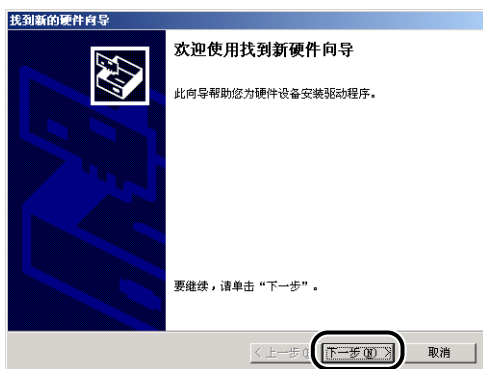 找到新的硬件向导
欢迎使用找到新硬件向导
此向导帮助您为硬件设备安装驱动程序。
要继续，请单击“下一步”。
<上一步
下一步(N) >
取消